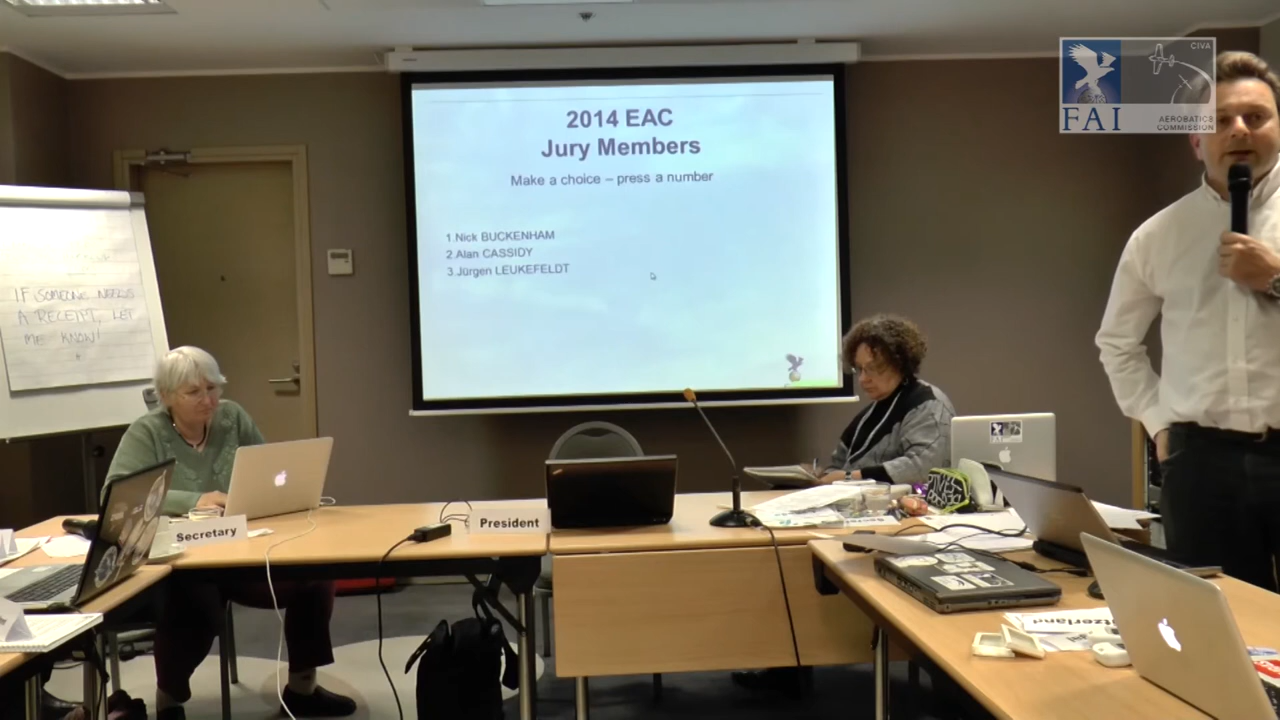 CIVA
FAI
AEROBATICS
COMMISSION
2014 EAC
Jury Members
Make a choice – press a number
1.Nick BUCKENHAM
2.Alan CASSIDY
3.Jürgen LEUKEFELDT
IF SOMEONE NEEDS
A RECEIPT, LET
ME KNOW!
Secretary
President
itzerland